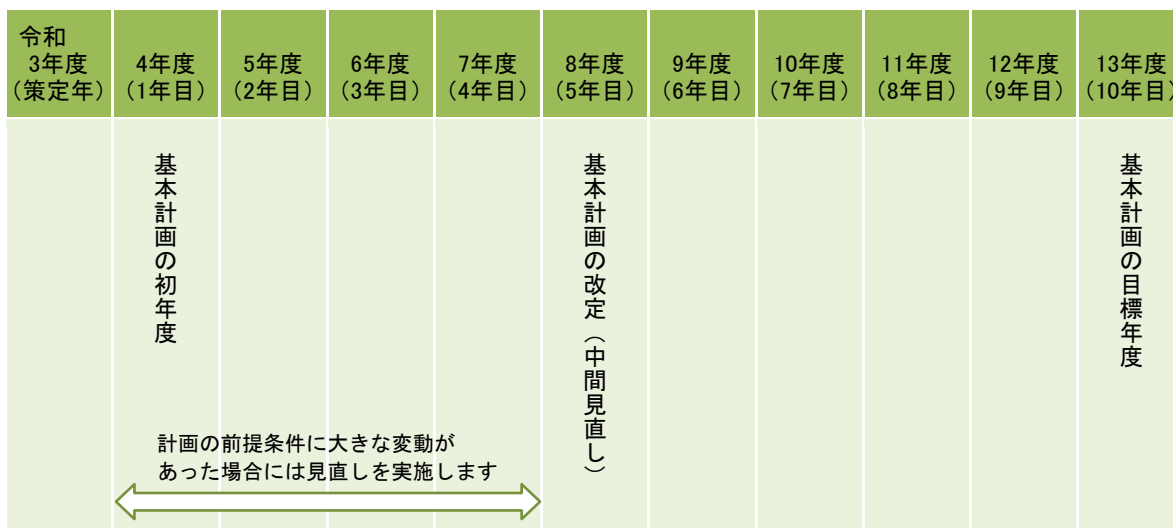 令和
3年度
(策定年)
4年度
(1年目)
5年度
(2年目)
6年度
(3年目)
7年度
(4年目)
8年度
(5年目)
9年度
(6年目)
10年度
(7年目)
11年度
(8年目)
12年度
(9年目)
13年度
(10年目)
基本計画の初年度
基本計画の改定（中間見直し）
基本計画の目標年度
計画の前提条件に大きな変動が
あった場合には見直しを実施します